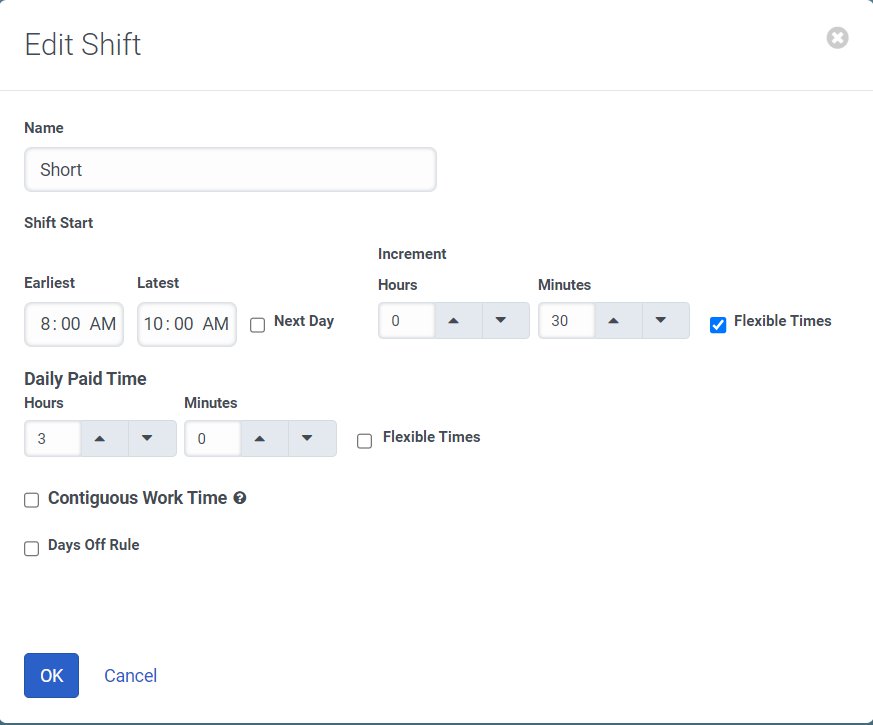 Edit Shift
Name
Short
Shift Start
Increment
Earliest Latest Hours Minutes
8:00 AM 10:00 AM Next Day 0 30 Flexible Times
Daily Paid Time
Hours Minutes
3 0 Flexible Times
Contiguous Work Time ?
Days Off Rule
OK Cancel